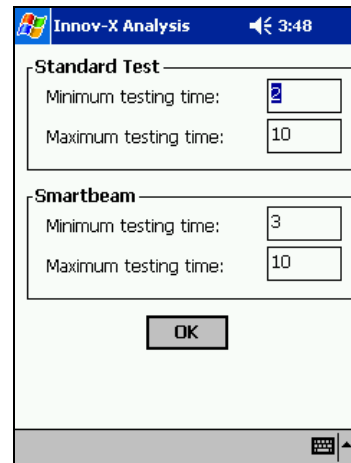 Innov-X Analysis 3:48
Standard Test
Minimum testing time: 2
Maximum testing time: 10
Smartbeam
Minimum testing time: 3
Maximum testing time: 10
OK